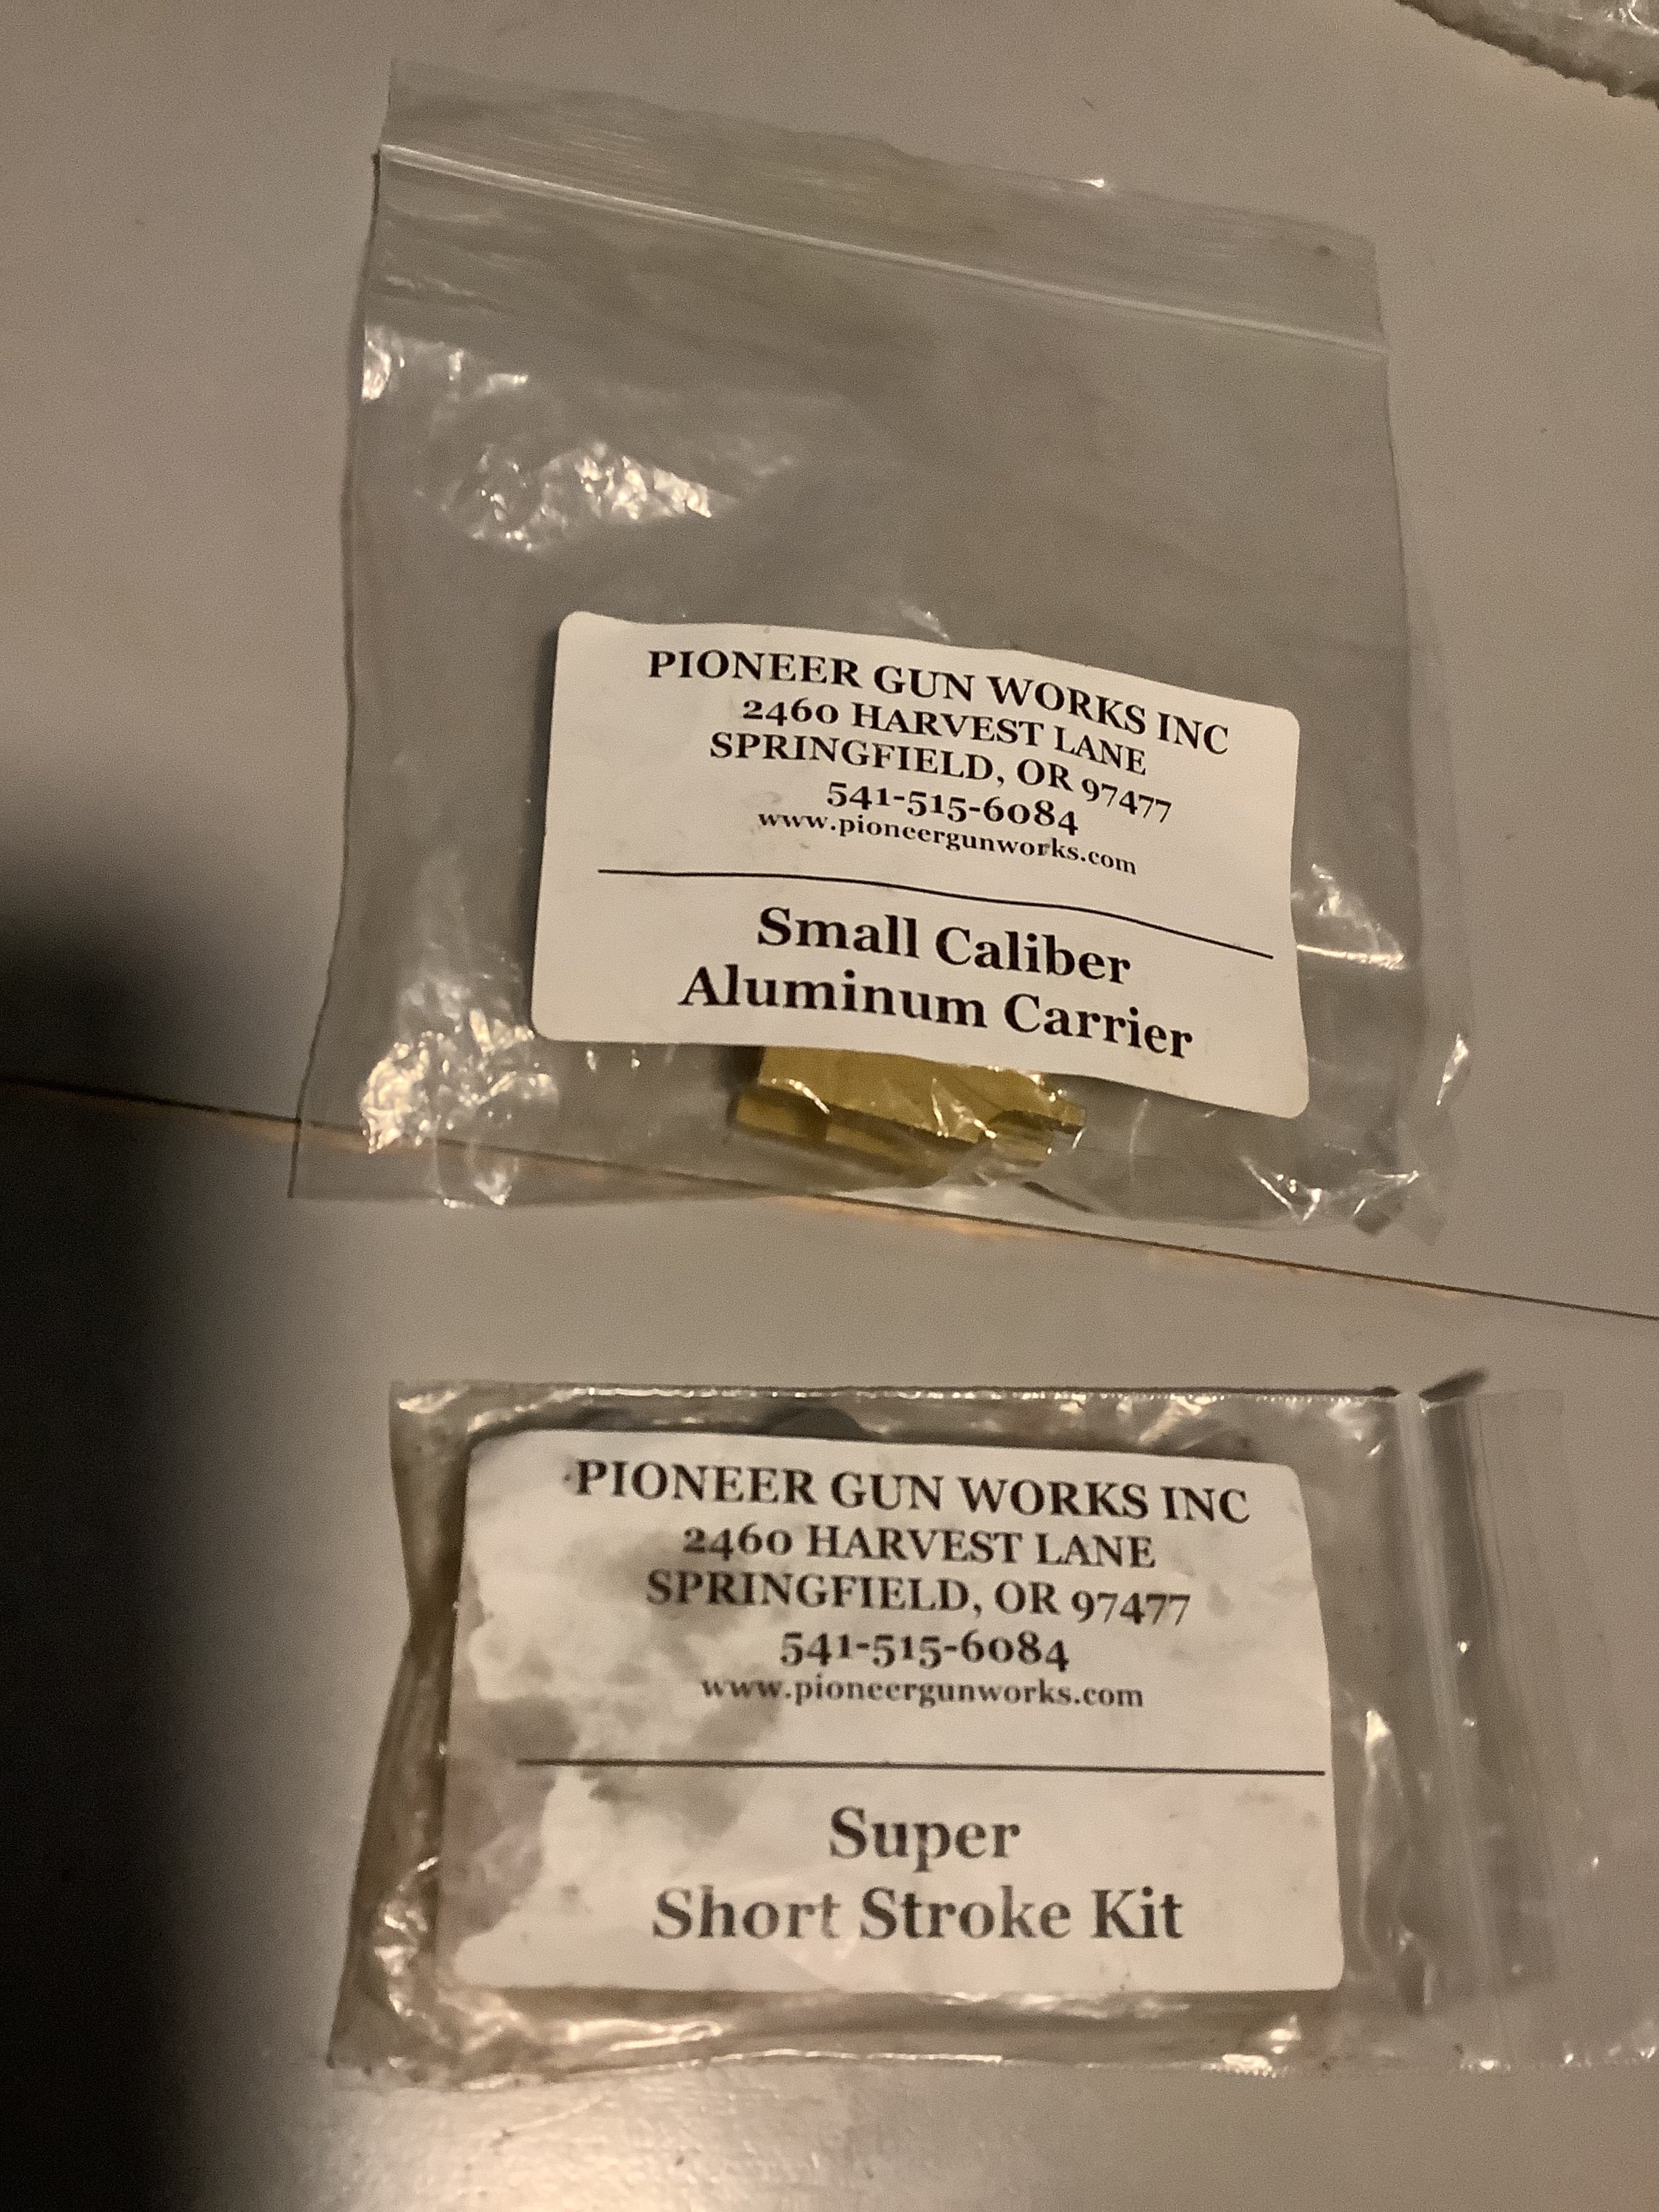 PIONEER GUN WORKS INC
2460 HARVEST LANE
SPRINGFIELD, OR 97477
541-515-6084
www.pioneergunworks.com
Small Caliber
Aluminum Carrier
PIONEER GUN WORKS INC
2460 HARVEST LANE
SPRINGFIELD, OR 97477
541-515-6084
www.pioneergunworks.com
Super
Short Stroke Kit